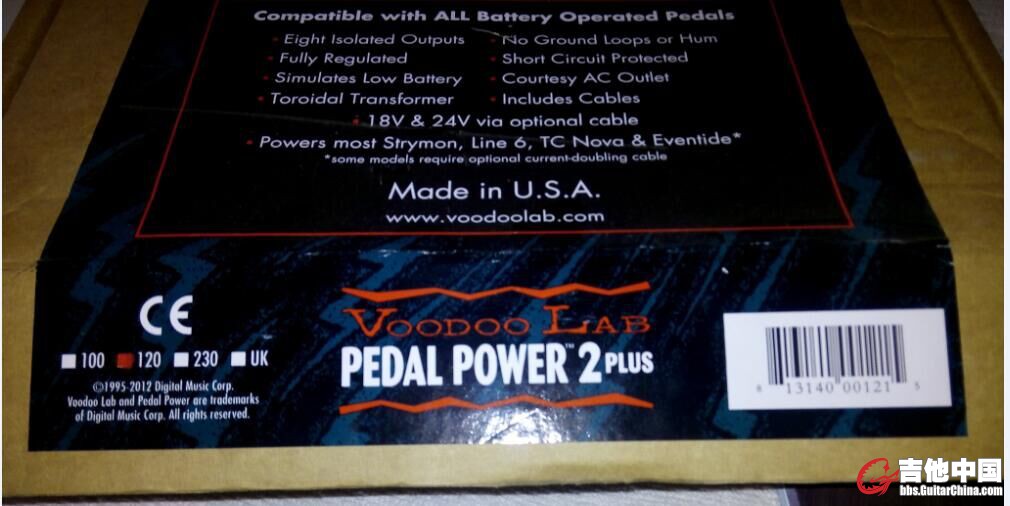 Compatible with ALL Battery Operated Pedals
• Eight Isolated Outputs • No Ground Loops or Hum
• Fully Regulated • Short Circuit Protected
• Simulates Low Battery • Courtesy AC Outlet
• Toroidal Transformer • Includes Cables
• 18V & 24V via optional cable
• Powers most Strymon, Line 6, TC Nova & Eventide*
*some models require optional current-doubling cable
Made in U.S.A.
www.voodoolab.com
CE
100 120 230 UK
©1995-2012 Digital Music Corp.
Voodoo Lab and Pedal Power are trademarks
of Digital Music Corp. All rights reserved.
VOODOO LAB
PEDAL POWER™ 2 PLUS
8 13140 00121 5
吉他中国
bbs.GuitarChina.com